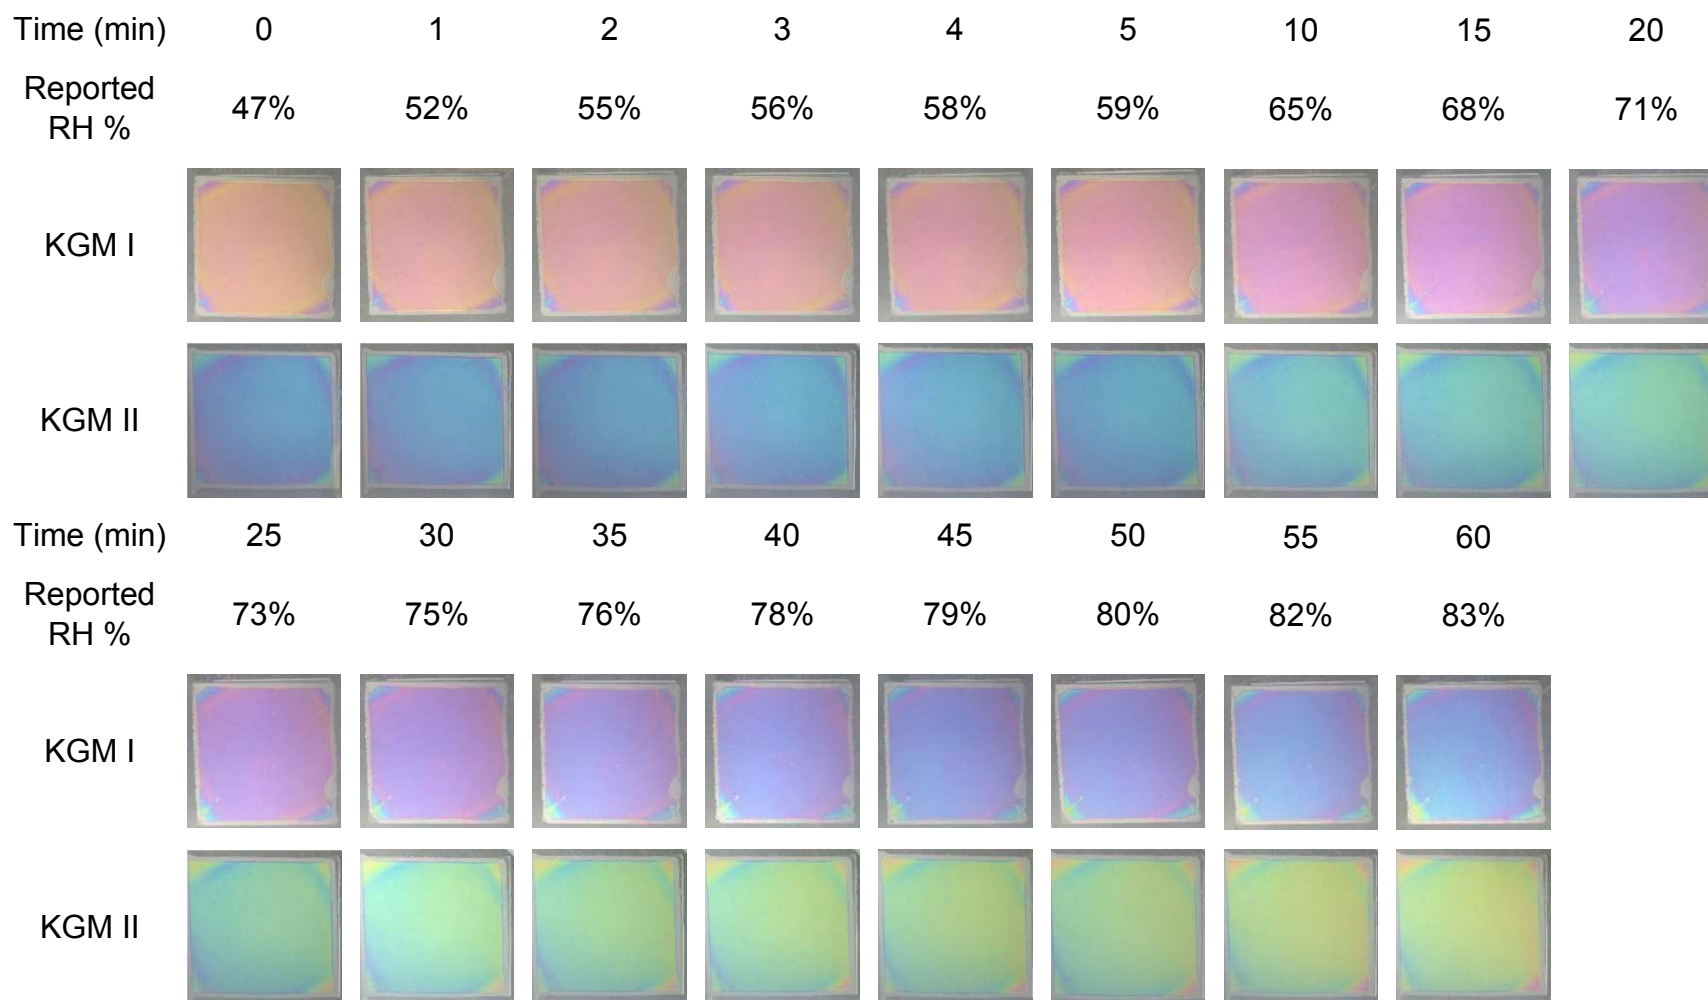 Time (min) 0 1 2 3 4 5 10 15 20
Reported
RH % 47% 52% 55% 56% 58% 59% 65% 68% 71%
KGM I
KGM II
Time (min) 25 30 35 40 45 50 55 60
Reported
RH % 73% 75% 76% 78% 79% 80% 82% 83%
KGM I
KGM II